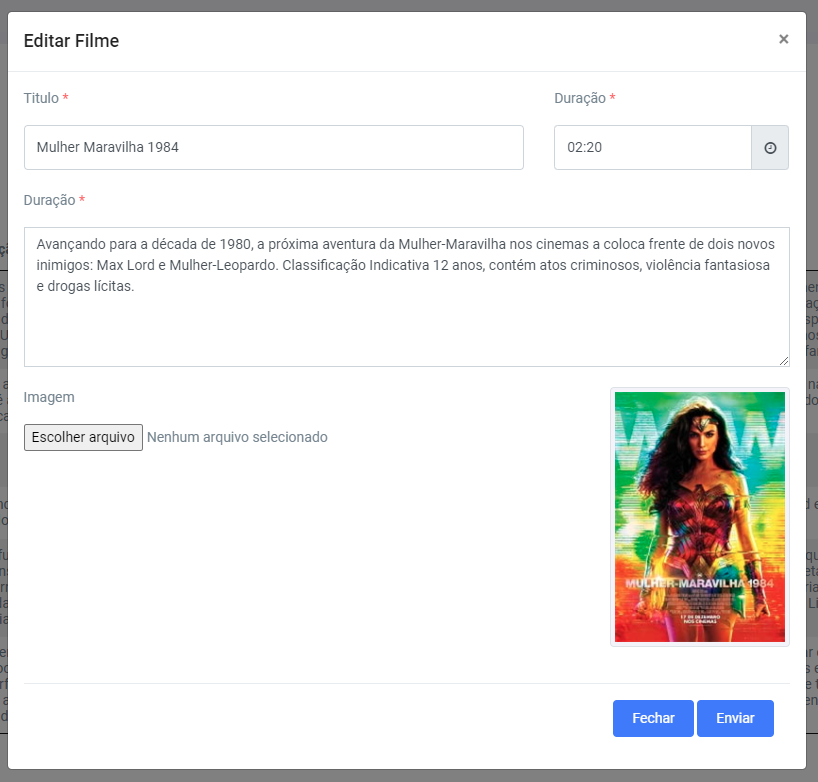 Editar Filme ×
Titulo * Duração *
Mulher Maravilha 1984 02:20
Duração *
Avançando para a década de 1980, a próxima aventura da Mulher-Maravilha nos cinemas a coloca frente de dois novos
inimigos: Max Lord e Mulher-Leopardo. Classificação Indicativa 12 anos, contém atos criminosos, violência fantasiosa
e drogas lícitas.
Imagem
Escolher arquivo Nenhum arquivo selecionado
WW
MULHER-MARAVILHA 1984
17 DE DEZEMBRO
NOS CINEMAS
Fechar Enviar